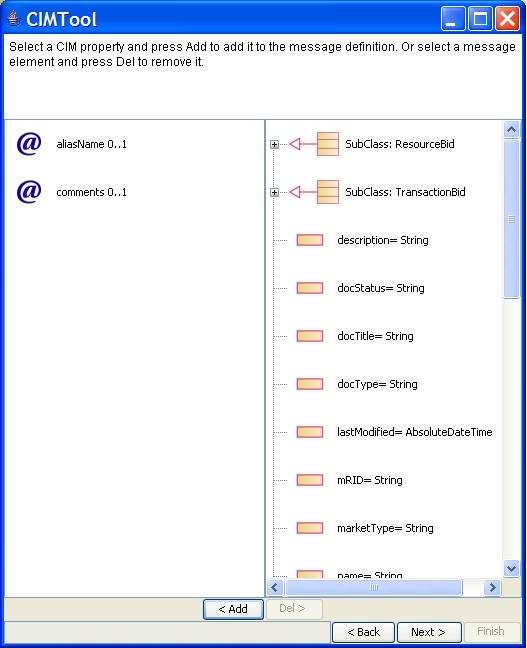 CIMTool
Select a CIM property and press Add to add it to the message definition. Or select a message
element and press Del to remove it.
@ aliasName 0..1
@ comments 0..1
SubClass: ResourceBid
SubClass: TransactionBid
description= String
docStatus= String
docTitle= String
docType= String
lastModified= AbsoluteDateTime
mRID= String
marketType= String
name= String
< Add
Del >
< Back
Next >
Finish